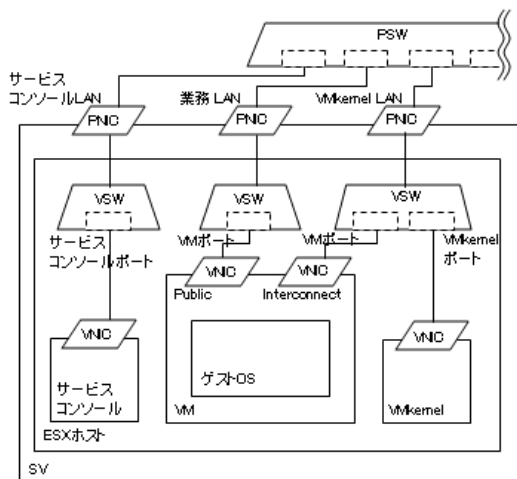 PSW
サービス
コンソールLAN
業務 LAN
VMkernel LAN
PNIC
PNIC
PNIC
VSW
VSW
VSW
サービス
コンソールポート
VMポート
VMポート
VMkernel
ポート
VNIC
VNIC
Public
Interconnect
VNIC
VNIC
ゲストOS
サービス
コンソール
VM
VMkernel
ESXホスト
SV